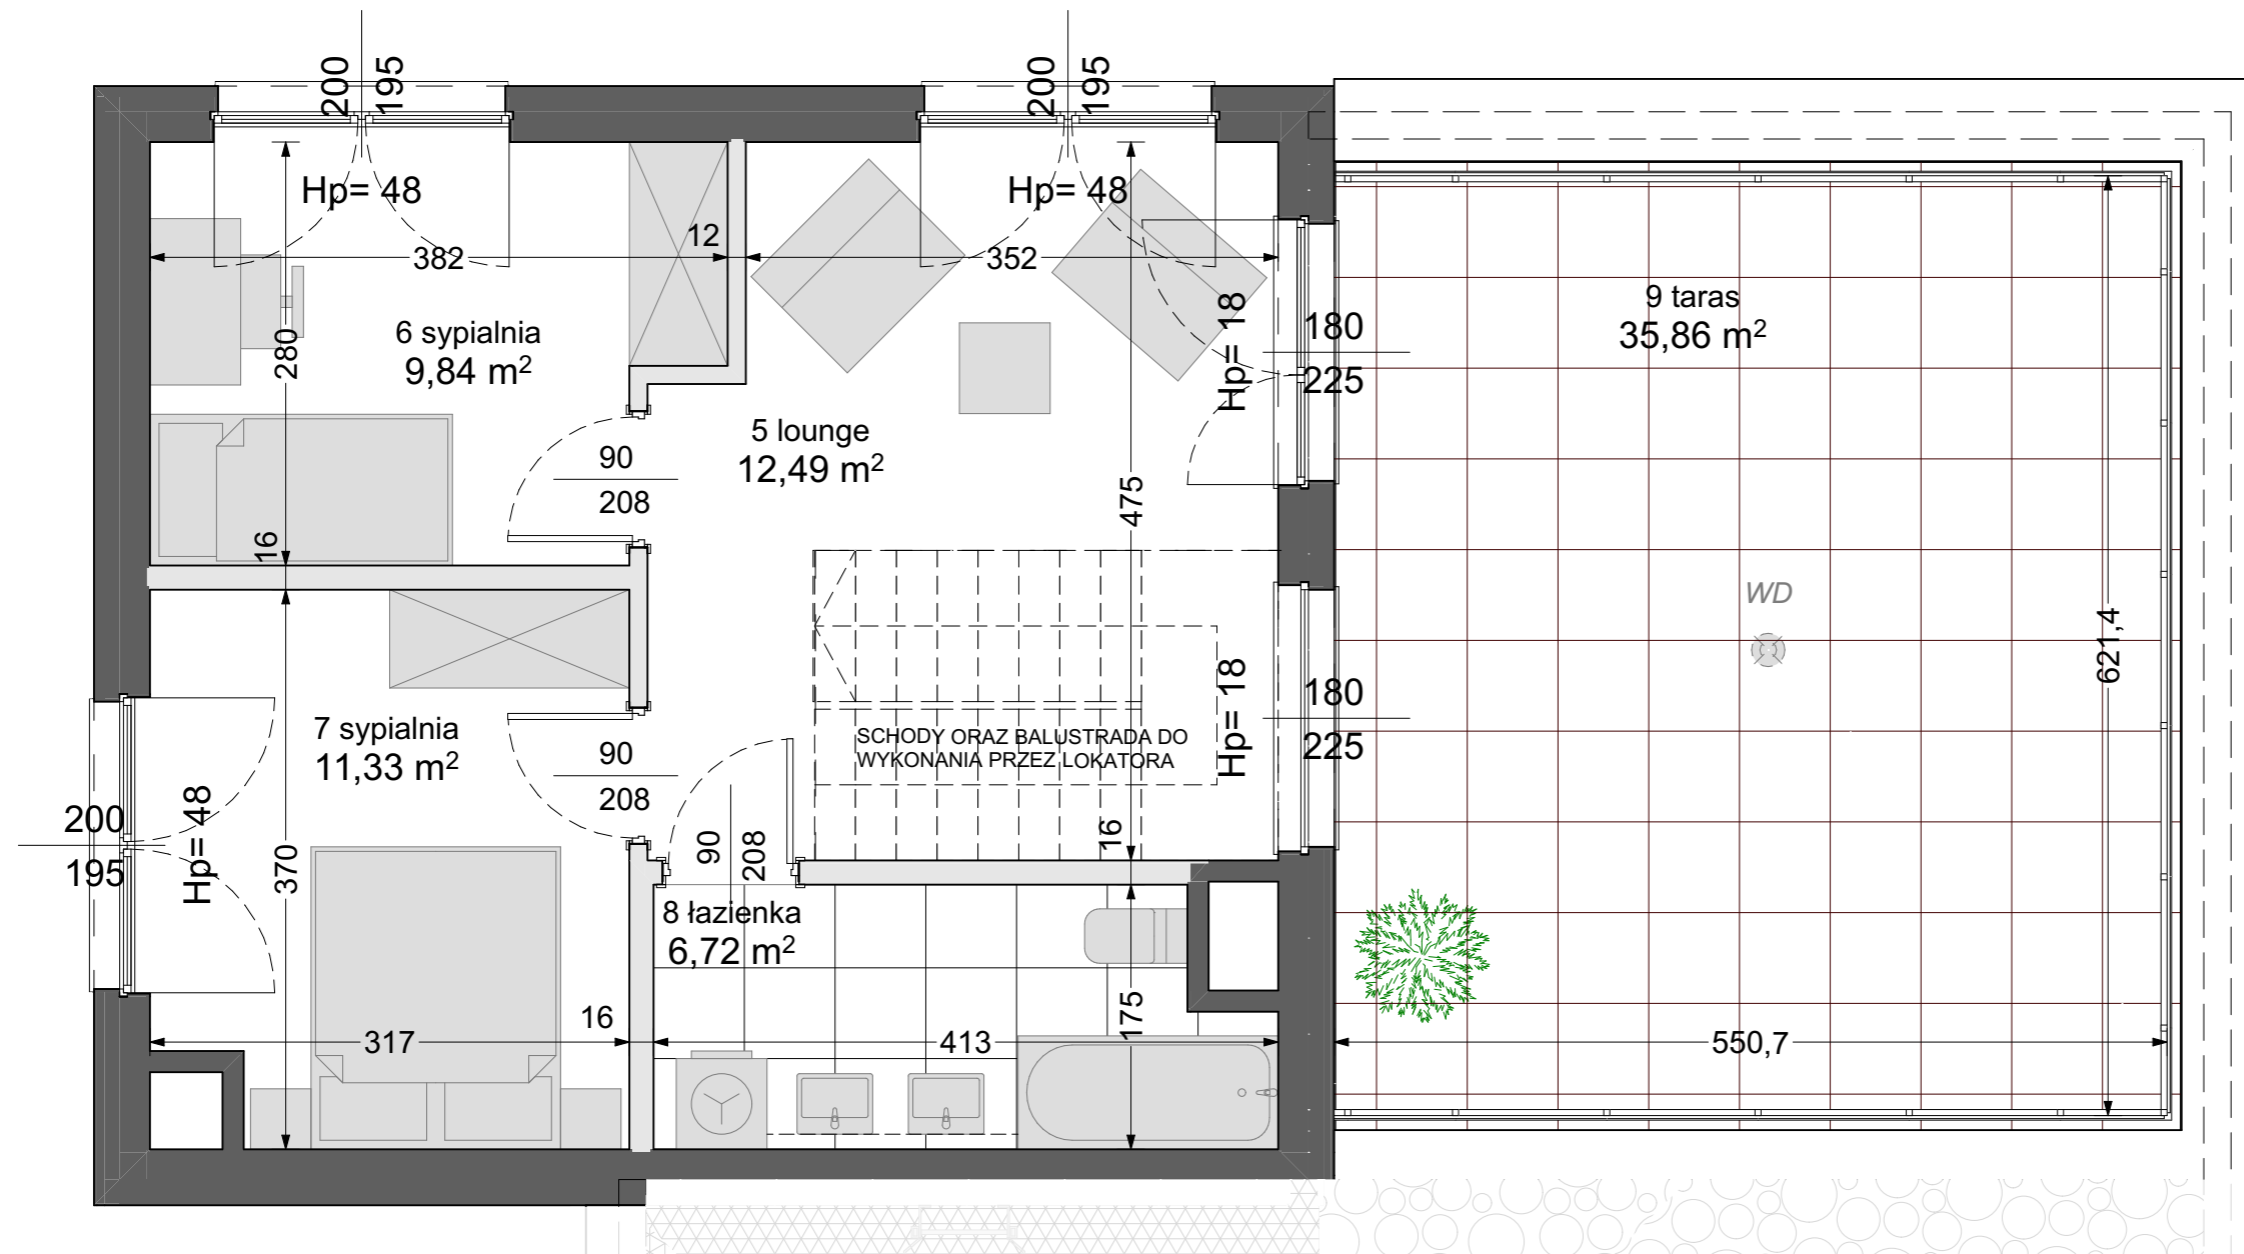 200
195
200
195
Hp= 48
Hp= 48
12
382
352
9 taras
35,86 m²
6 sypialnia
9,84 m²
280
Hp= 18
180
225
5 lounge
12,49 m²
90
208
475
16
WD
621,4
7 sypialnia
11,33 m²
Hp= 18
180
225
SCHODY ORAZ BALUSTRADA DO
WYKONANIA PRZEZ LOKATORA
90
208
200
195
Hp= 48
90
208
16
370
8 łazienka
6,72 m²
175
16
317
413
550,7